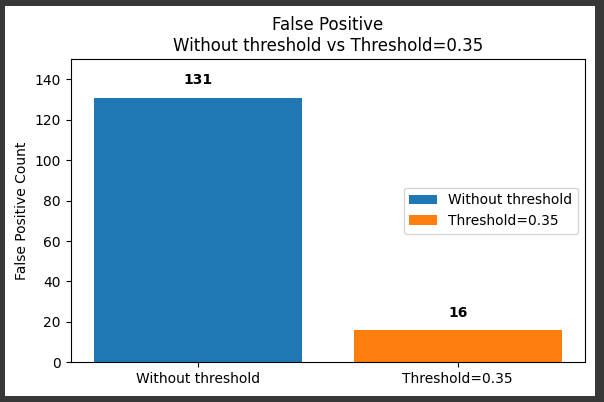 False Positive
Without threshold vs Threshold=0.35
False Positive Count
140
120
100
80
60
40
20
0
131
16
Without threshold
Threshold=0.35
Without threshold
Threshold=0.35